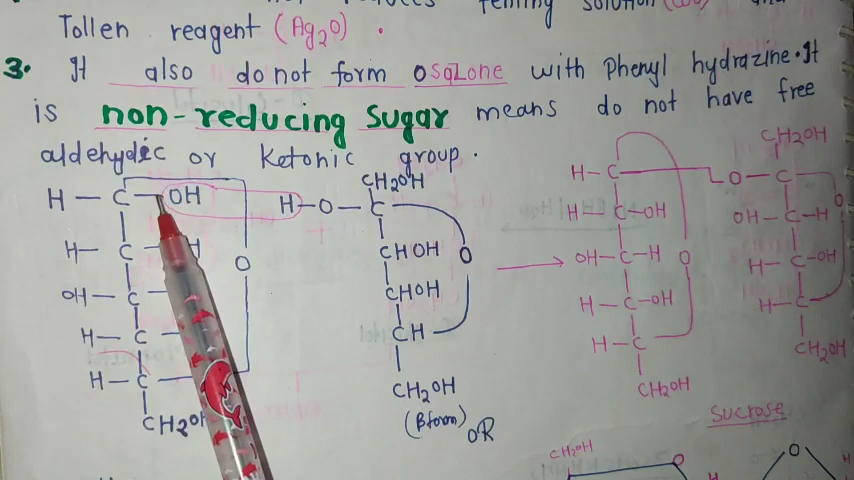 solution
Tollen reagent (Ag2O) .
3. It also do not form osazone with Phenyl hydrazine. It
is non-reducing sugar means do not have free
aldehydic or Ketonic group.
H — C — OH H — O — C
CH2OH
H — C — H
CHOH O
O
OH — C
CHOH
H — C
CH
H — C
CH2OH
CH2OH
(B form) OR
CH2OH
H — C O — C
H — C — OH OH — C — H O
OH — C — H O H — C — OH
H — C — OH H — C
H — C CH2OH
CH2OH
Sucrose
CH2OH O O
H H